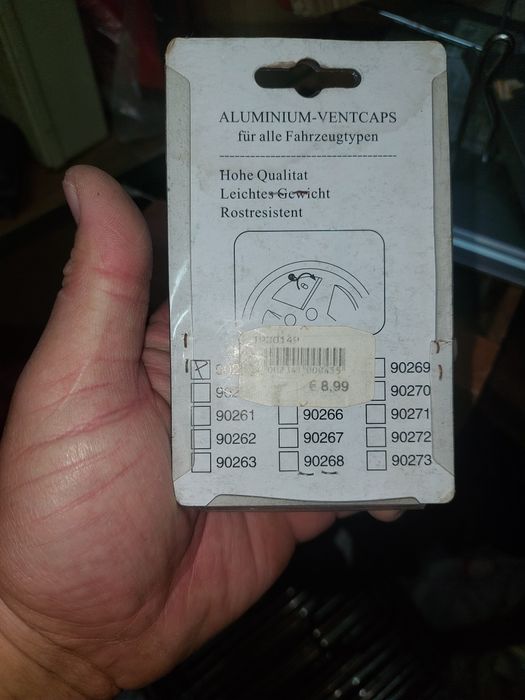 ALUMINIUM-VENTCAPS
für alle Fahrzeugtypen
Hohe Qualitat
Leichtes Gewicht
Rostresistent
€ 8,99
90269
90270
90261 90266 90271
90262 90267 90272
90263 90268 90273